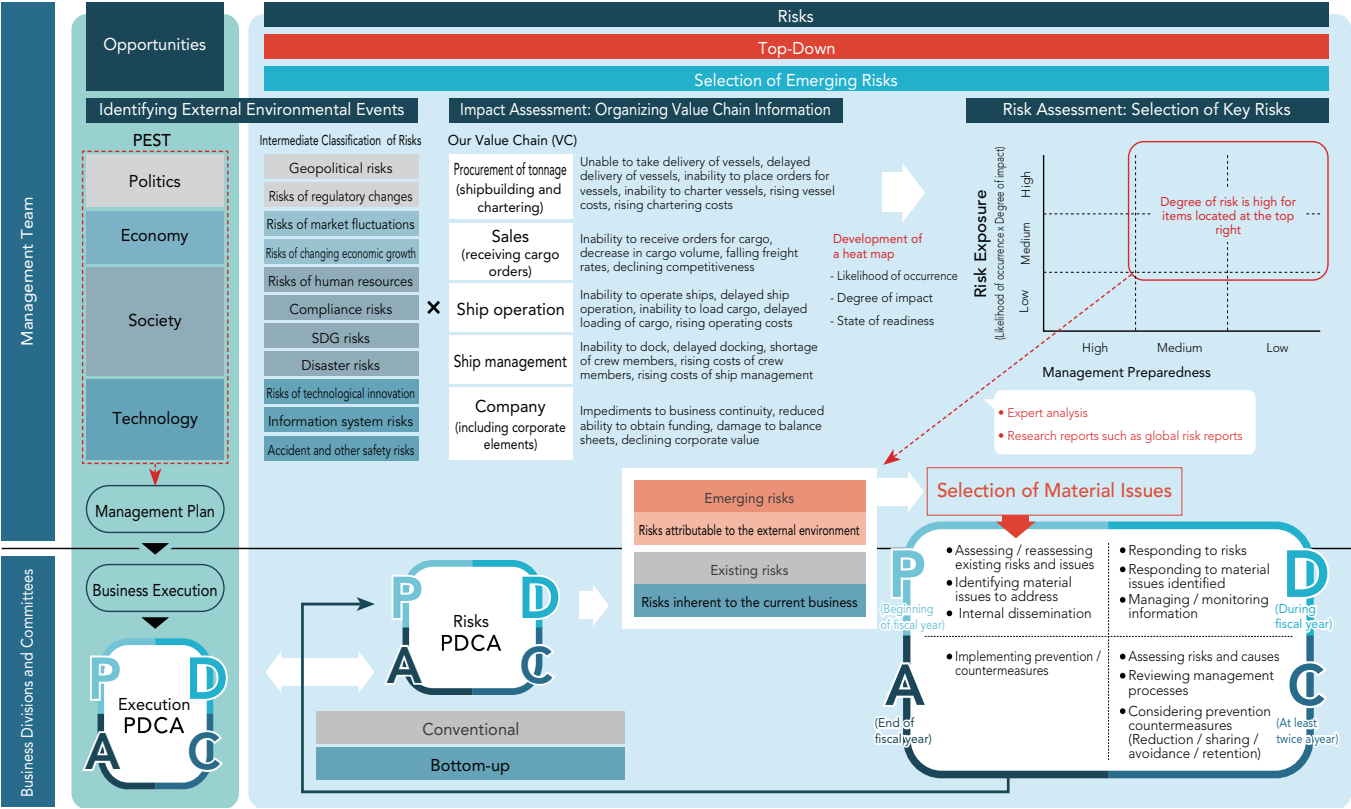 Management Team
Business Divisions and Committees
Opportunities
Risks
Top-Down
Selection of Emerging Risks
Identifying External Environmental Events
Impact Assessment: Organizing Value Chain Information
Risk Assessment: Selection of Key Risks
PEST
Politics
Economy
Society
Technology
Management Plan
Business Execution
P
D
Execution
PDCA
A
C
Intermediate Classification of Risks
Geopolitical risks
Risks of regulatory changes
Risks of market fluctuations
Risks of changing economic growth
Risks of human resources
Compliance risks
SDG risks
Disaster risks
Risks of technological innovation
Information system risks
Accident and other safety risks
×
Our Value Chain (VC)
Procurement of tonnage
(shipbuilding and
chartering)
Unable to take delivery of vessels, delayed
delivery of vessels, inability to place orders for
vessels, inability to charter vessels, rising vessel
costs, rising chartering costs
Sales
(receiving cargo
orders)
Inability to receive orders for cargo,
decrease in cargo volume, falling freight
rates, declining competitiveness
Ship operation
Inability to operate ships, delayed ship
operation, inability to load cargo, delayed
loading of cargo, rising operating costs
Ship management
Inability to dock, delayed docking, shortage
of crew members, rising costs of crew
members, rising costs of ship management
Company
(including corporate
elements)
Impediments to business continuity, reduced
ability to obtain funding, damage to balance
sheets, declining corporate value
Development of
a heat map
- Likelihood of occurrence
- Degree of impact
- State of readiness
Risk Exposure
(Likelihood of occurrence x Degree of impact)
High
Medium
Low
Degree of risk is high for
items located at the top
right
High
Medium
Low
Management Preparedness
• Expert analysis
• Research reports such as global risk reports
Emerging risks
Risks attributable to the external environment
Existing risks
Risks inherent to the current business
Selection of Material Issues
P
D
Risks
PDCA
A
C
Conventional
Bottom-up
P
(Beginning
of fiscal year)
• Assessing / reassessing
existing risks and issues
• Identifying material
issues to address
• Internal dissemination
• Responding to risks
• Responding to material
issues identified
• Managing / monitoring
information
D
(During
fiscal year)
A
(End of
fiscal year)
• Implementing prevention /
countermeasures
• Assessing risks and causes
• Reviewing management
processes
• Considering prevention
countermeasures
(Reduction / sharing /
avoidance / retention)
C
(At least
twice a year)